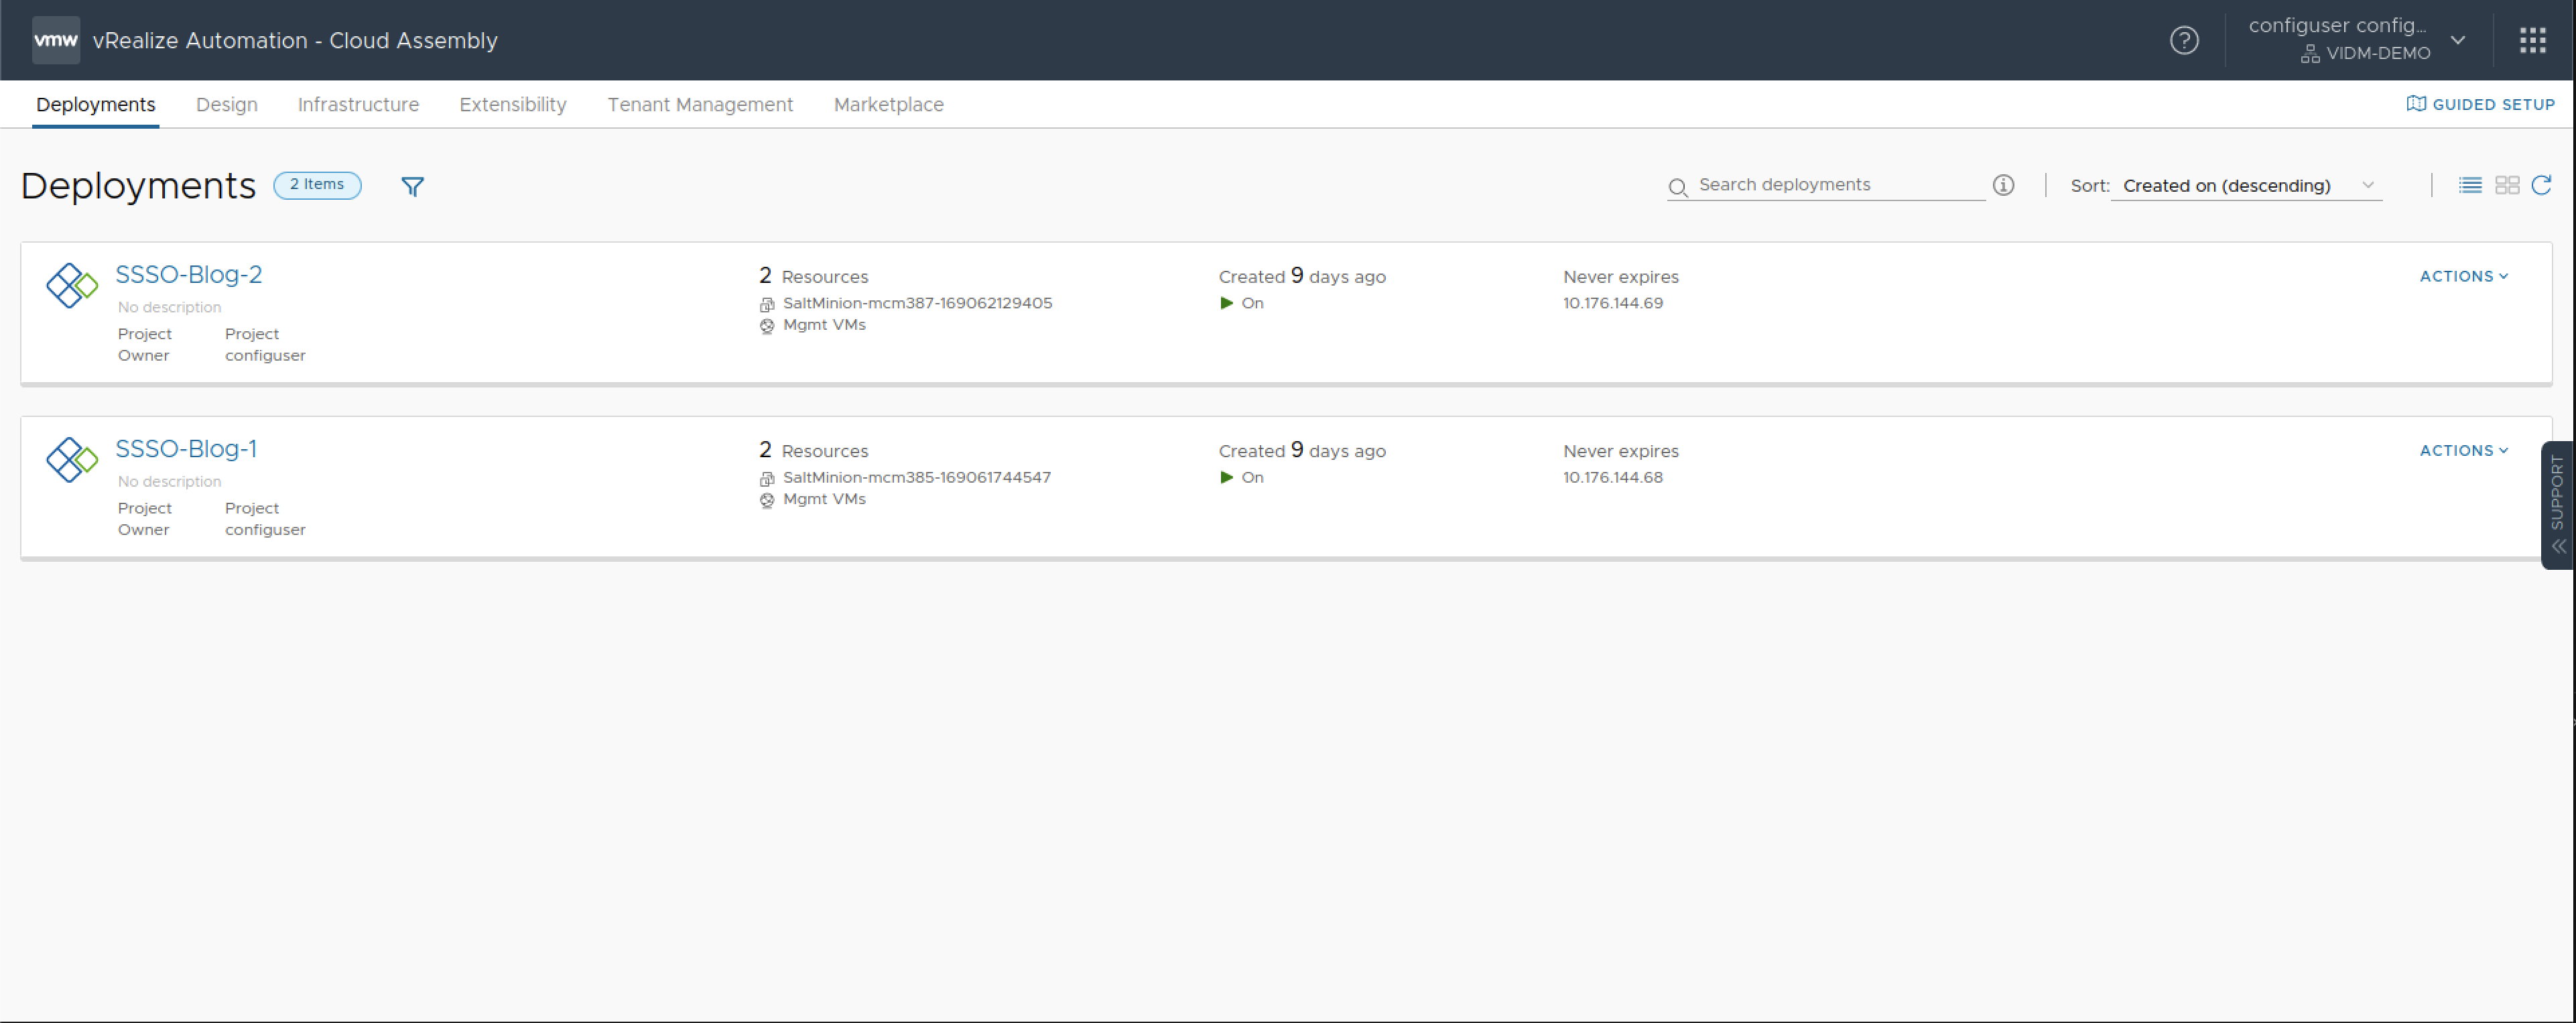 vmw vRealize Automation - Cloud Assembly
configuser config...
VIDM-DEMO
Deployments Design Infrastructure Extensibility Tenant Management Marketplace GUIDED SETUP
Deployments 2 Items Search deployments Sort: Created on (descending)
SSSO-Blog-2 2 Resources Created 9 days ago Never expires ACTIONS
No description SaltMinion-mcm387-169062129405 On 10.176.144.69
Project Project Mgmt VMs
Owner configuser
SSSO-Blog-1 2 Resources Created 9 days ago Never expires ACTIONS
No description SaltMinion-mcm385-169061744547 On 10.176.144.68
Project Project Mgmt VMs
Owner configuser
SUPPORT